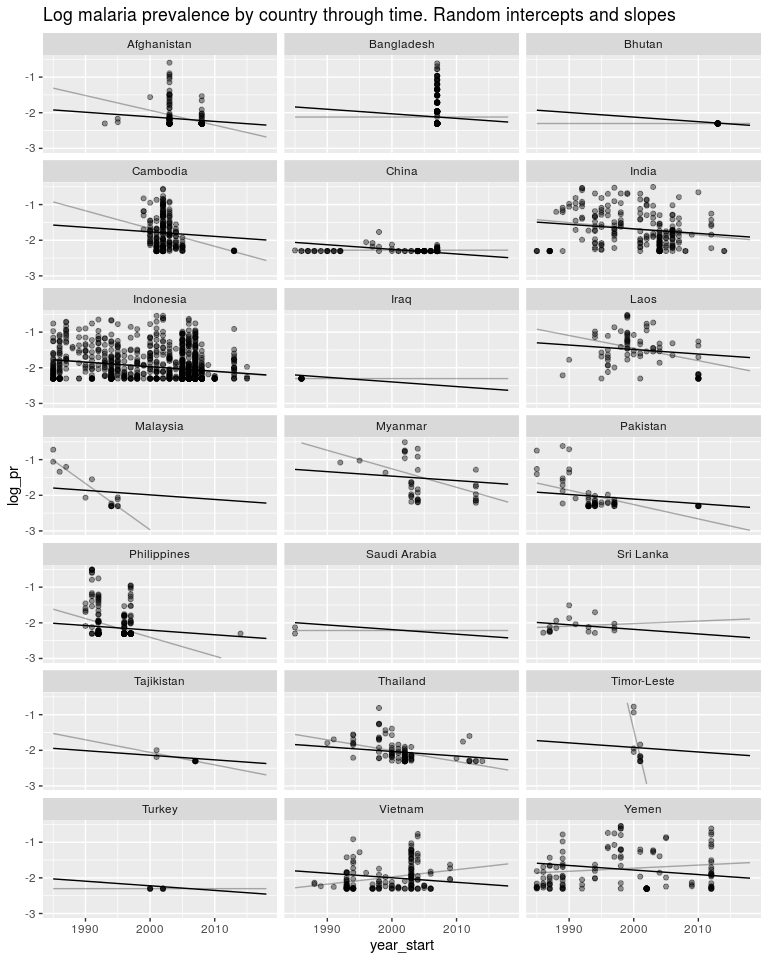 Log malaria prevalence by country through time. Random intercepts and slopes
Afghanistan Bangladesh Bhutan
-1
-2
-3
Cambodia China India
-1
-2
-3
Indonesia Iraq Laos
-1
-2
-3
Malaysia Myanmar Pakistan
-1
-2
-3
log_pr
Philippines Saudi Arabia Sri Lanka
-1
-2
-3
Tajikistan Thailand Timor-Leste
-1
-2
-3
Turkey Vietnam Yemen
-1
-2
-3
1990 2000 2010 1990 2000 2010 1990 2000 2010
year_start